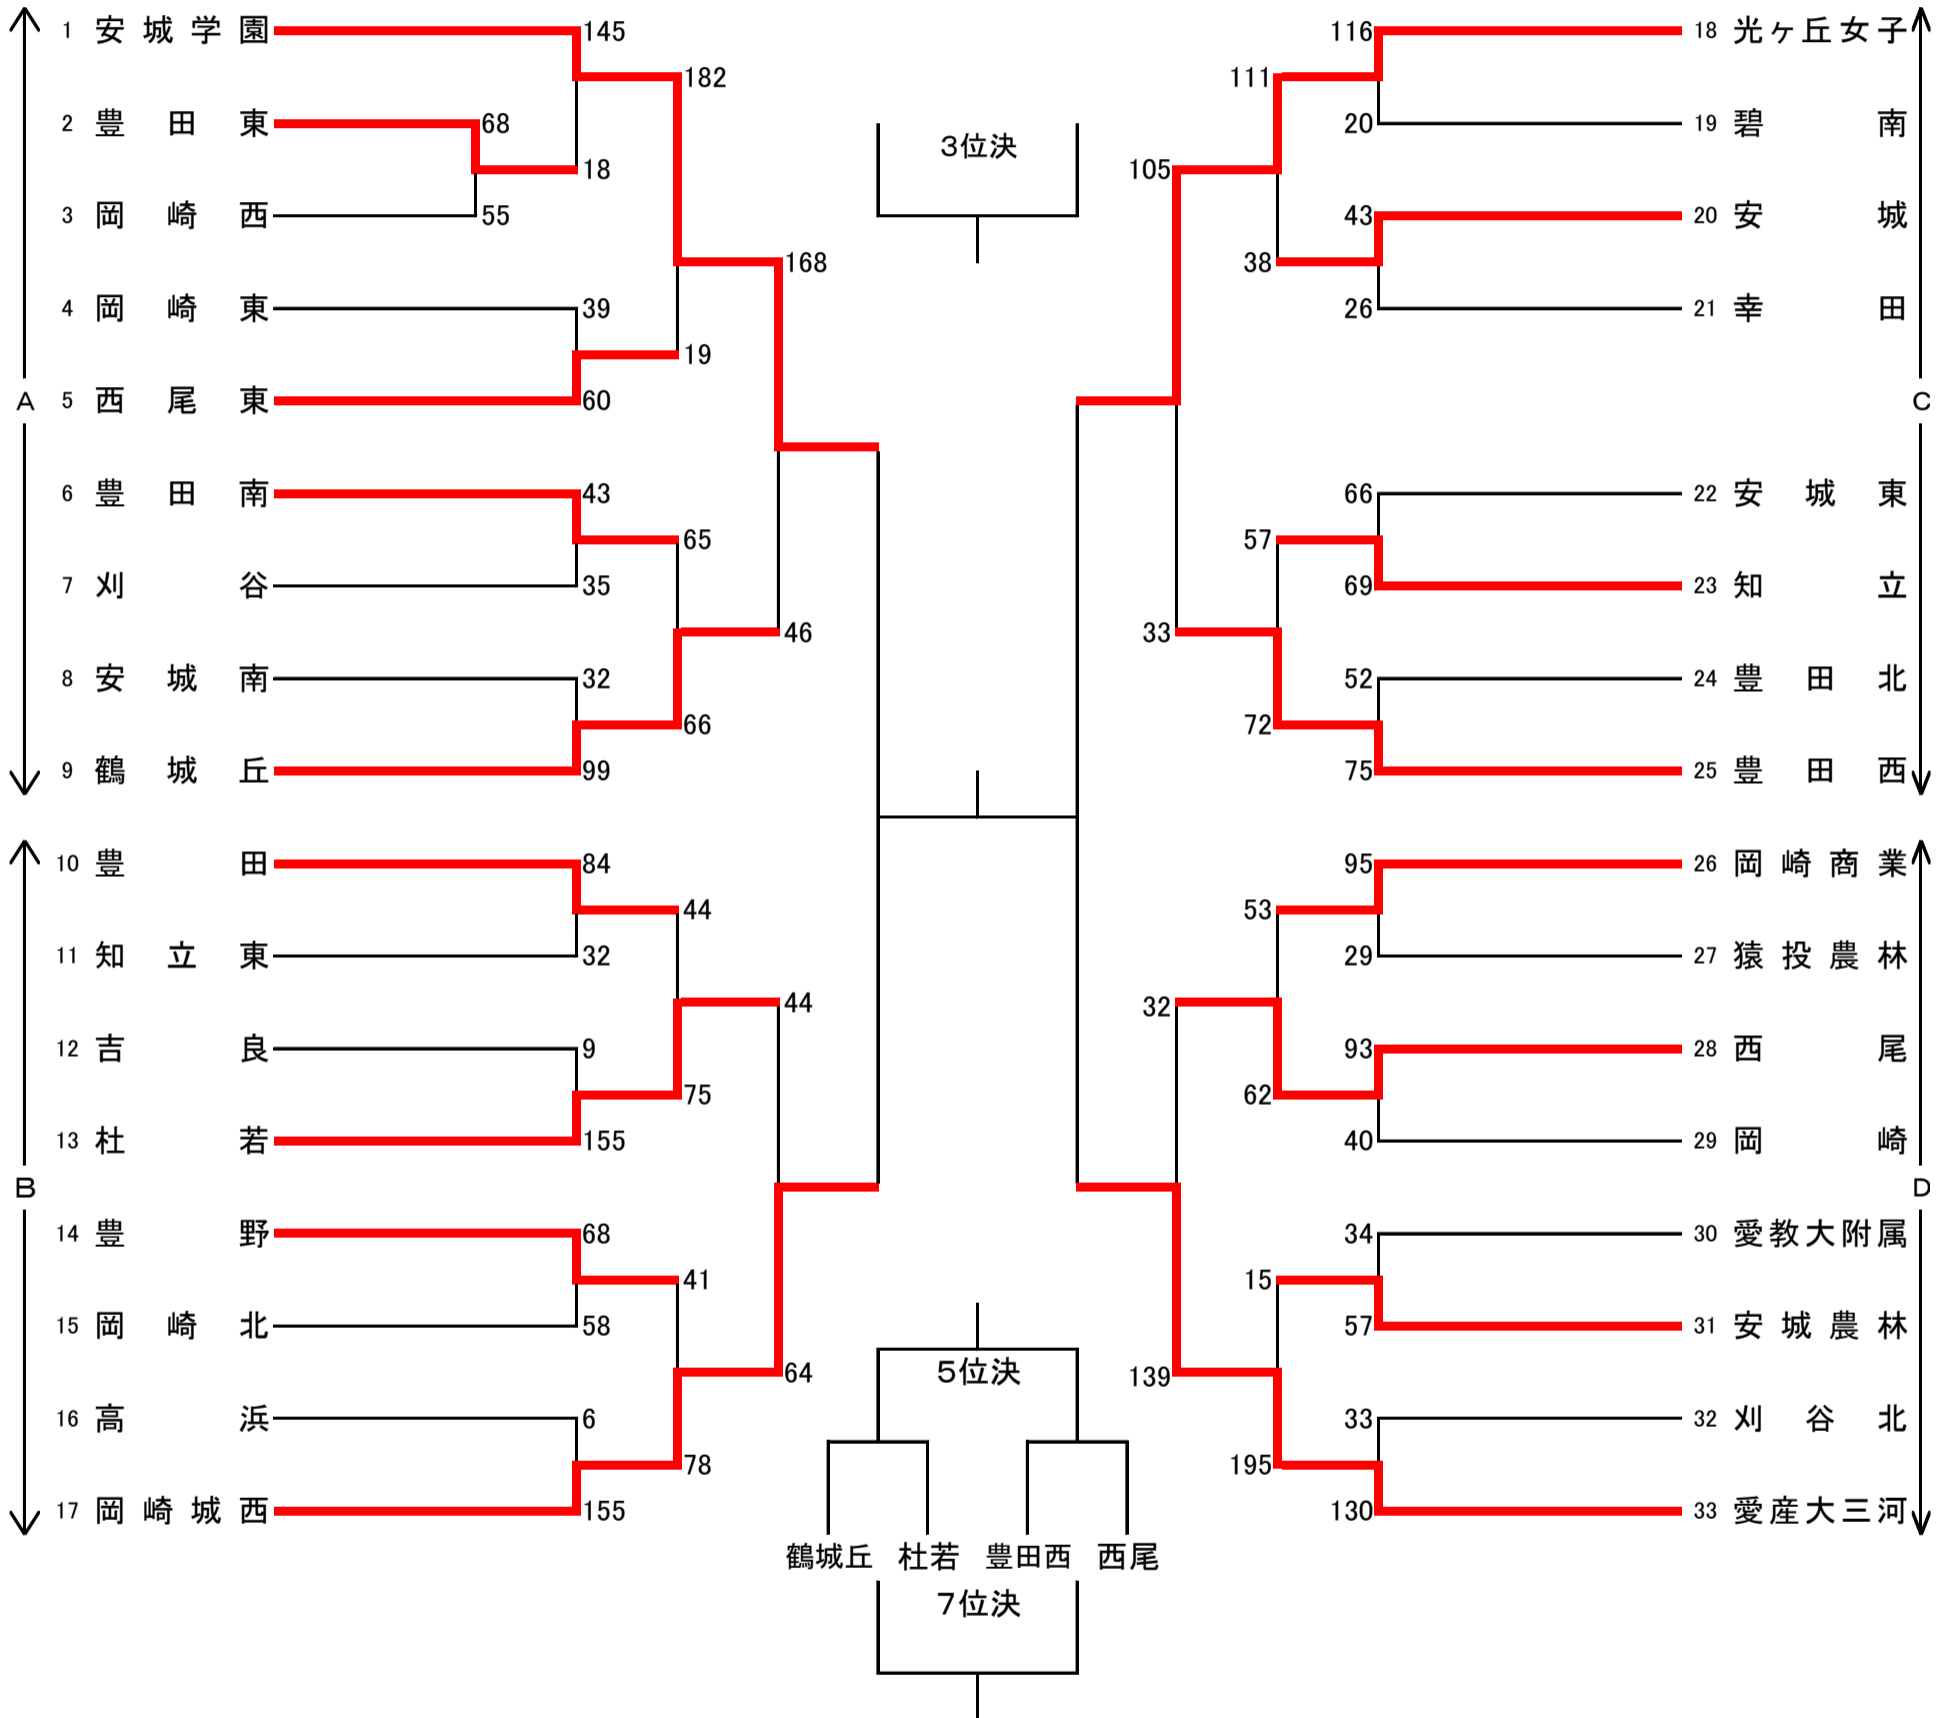 1 安城学園 145
182
2 豊田東 68
18
3 岡崎西 55
168
4 岡崎東 39
19
A
5 西尾東 60
6 豊田南 43
65
7 刈谷 35
46
8 安城南 32
66
9 鶴城丘 99
10 豊田 84
44
11 知立東 32
44
12 吉良 9
75
13 杜若 155
B
14 豊野 68
41
15 岡崎北 58
64
16 高浜 6
78
17 岡崎城西 155
3位決
5位決
鶴城丘 杜若 豊田西 西尾
7位決
116 18 光ヶ丘女子
111
20 19 碧南
105
43 20 安城
38
26 21 幸田
C
66 22 安城東
57
69 23 知立
33
52 24 豊田北
72
75 25 豊田西
95 26 岡崎商業
53
29 27 猿投農林
32
93 28 西尾
62
40 29 岡崎
D
34 30 愛教大附属
15
57 31 安城農林
139
33 32 刈谷北
195
130 33 愛産大三河